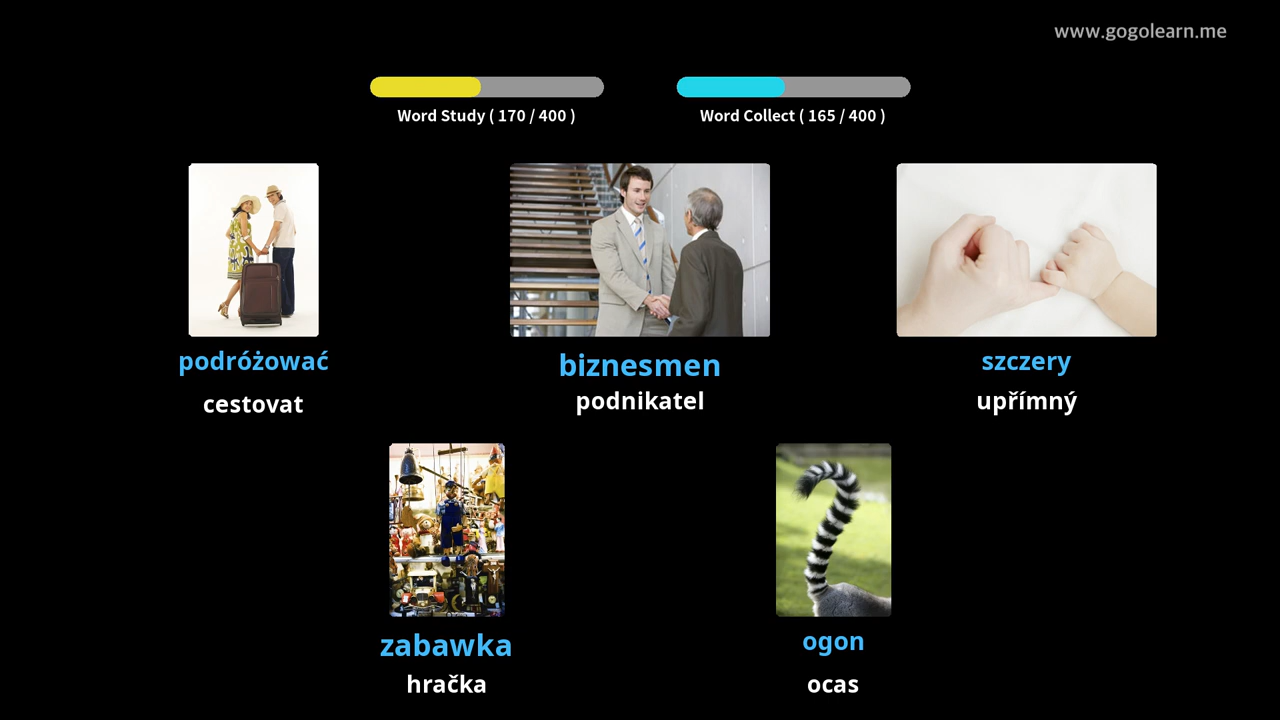 www.gogolearn.me
Word Study ( 170 / 400 )
Word Collect ( 165 / 400 )
podróżować
cestovat
biznesmen
podnikatel
szczery
upřímný
zabawka
hračka
ogon
ocas